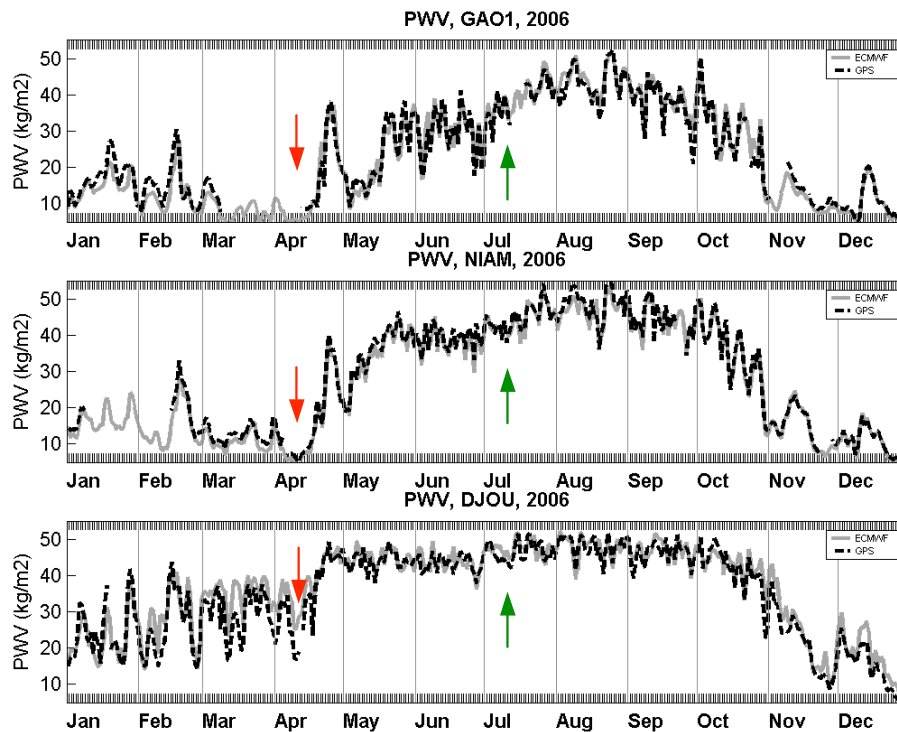 PWV, GAO1, 2006
PWV (kg/m2)
50
40
30
20
10
ECMWF
GPS
Jan Feb Mar Apr May Jun Jul Aug Sep Oct Nov Dec
PWV, NIAM, 2006
PWV (kg/m2)
50
40
30
20
10
ECMWF
GPS
Jan Feb Mar Apr May Jun Jul Aug Sep Oct Nov Dec
PWV, DJOU, 2006
PWV (kg/m2)
50
40
30
20
10
ECMWF
GPS
Jan Feb Mar Apr May Jun Jul Aug Sep Oct Nov Dec